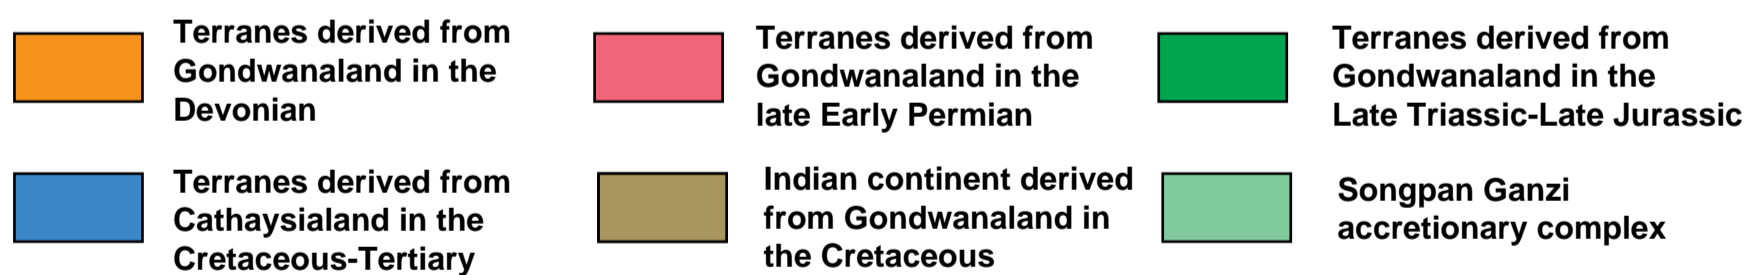 Terranes derived from
Gondwanaland in the
Devonian
Terranes derived from
Gondwanaland in the
late Early Permian
Terranes derived from
Gondwanaland in the
Late Triassic-Late Jurassic
Terranes derived from
Cathaysialand in the
Cretaceous-Tertiary
Indian continent derived
from Gondwanaland in
the Cretaceous
Songpan Ganzi
accretionary complex